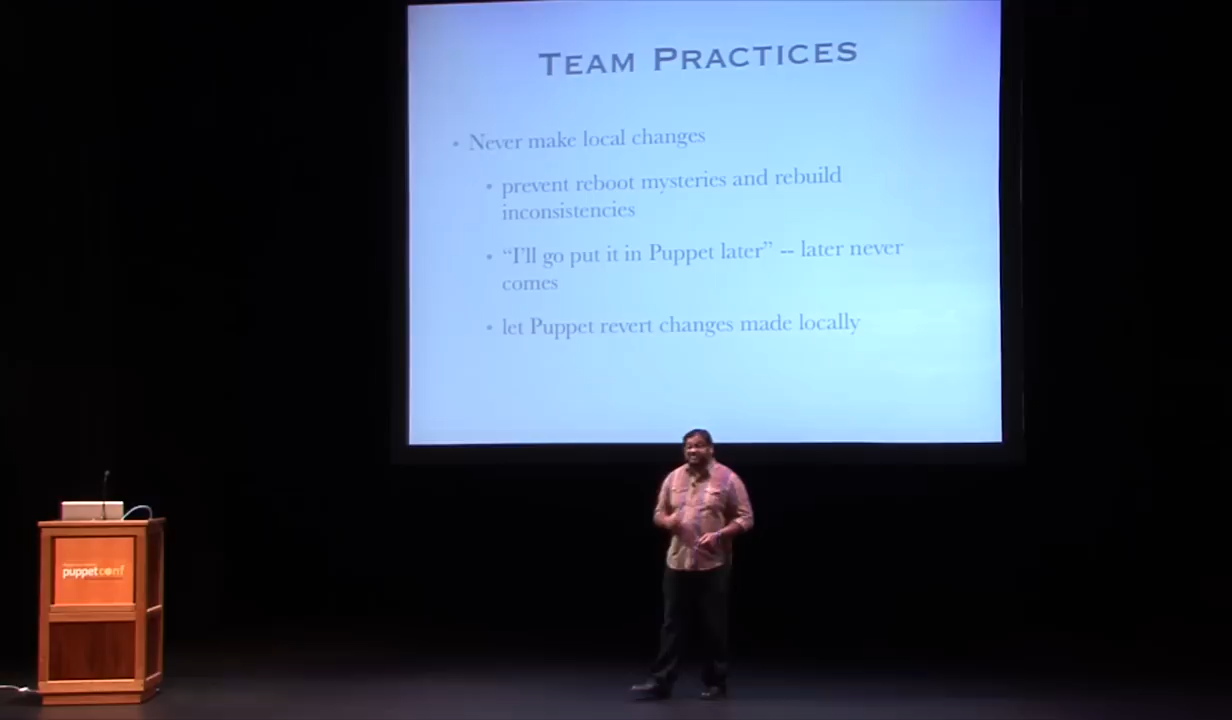 TEAM PRACTICES
• Never make local changes
• prevent reboot mysteries and rebuild
inconsistencies
• “I’ll go put it in Puppet later” -- later never
comes
• let Puppet revert changes made locally
puppetconf